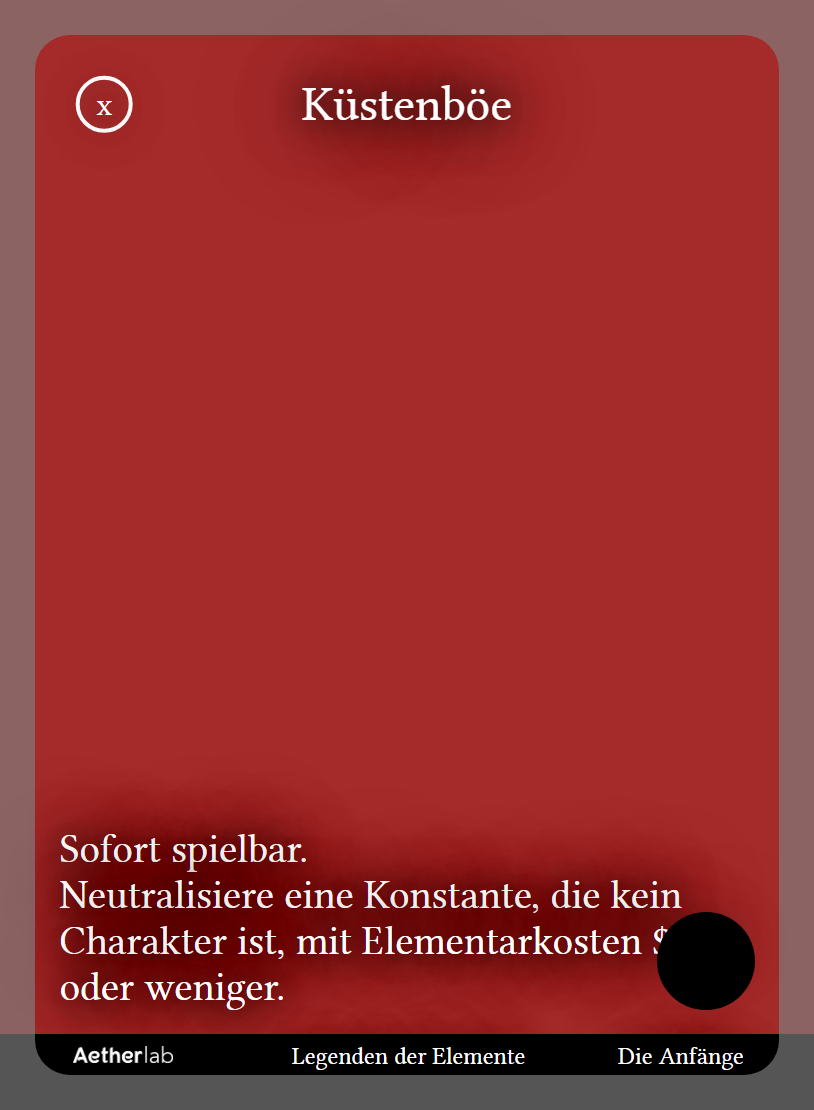 x
Küstenböe
Sofort spielbar.
Neutralisiere eine Konstante, die kein
Charakter ist, mit Elementarkosten
oder weniger.
Aetherlab
Legenden der Elemente
Die Anfänge